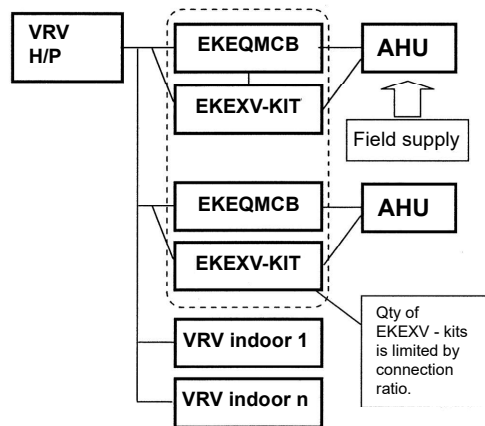 VRV
H/P
EKEQMCB
AHU
EKEXV-KIT
Field supply
EKEQMCB
AHU
EKEXV-KIT
Qty of
EKEXV - kits
is limited by
connection
ratio.
VRV indoor 1
VRV indoor n